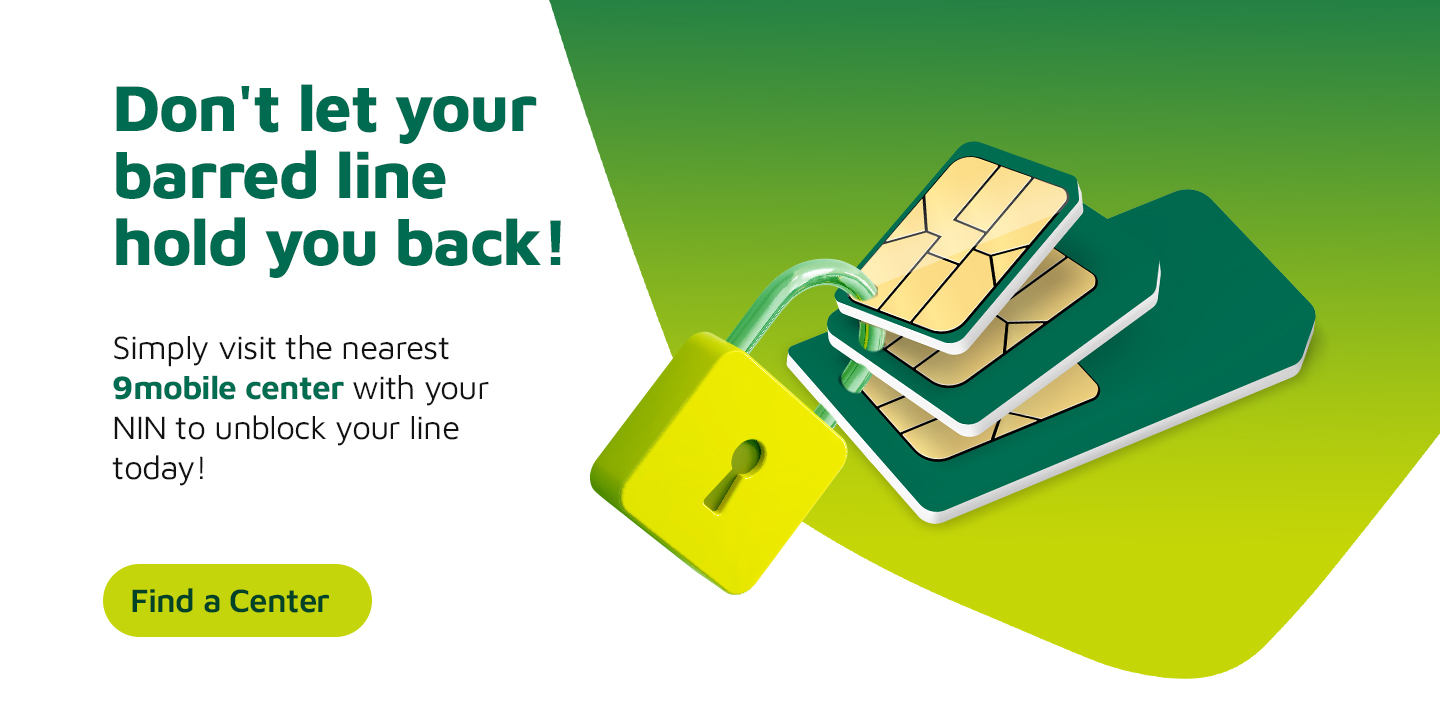 Don't let your
barred line
hold you back!
Simply visit the nearest
9mobile center with your
NIN to unblock your line
today!
Find a Center